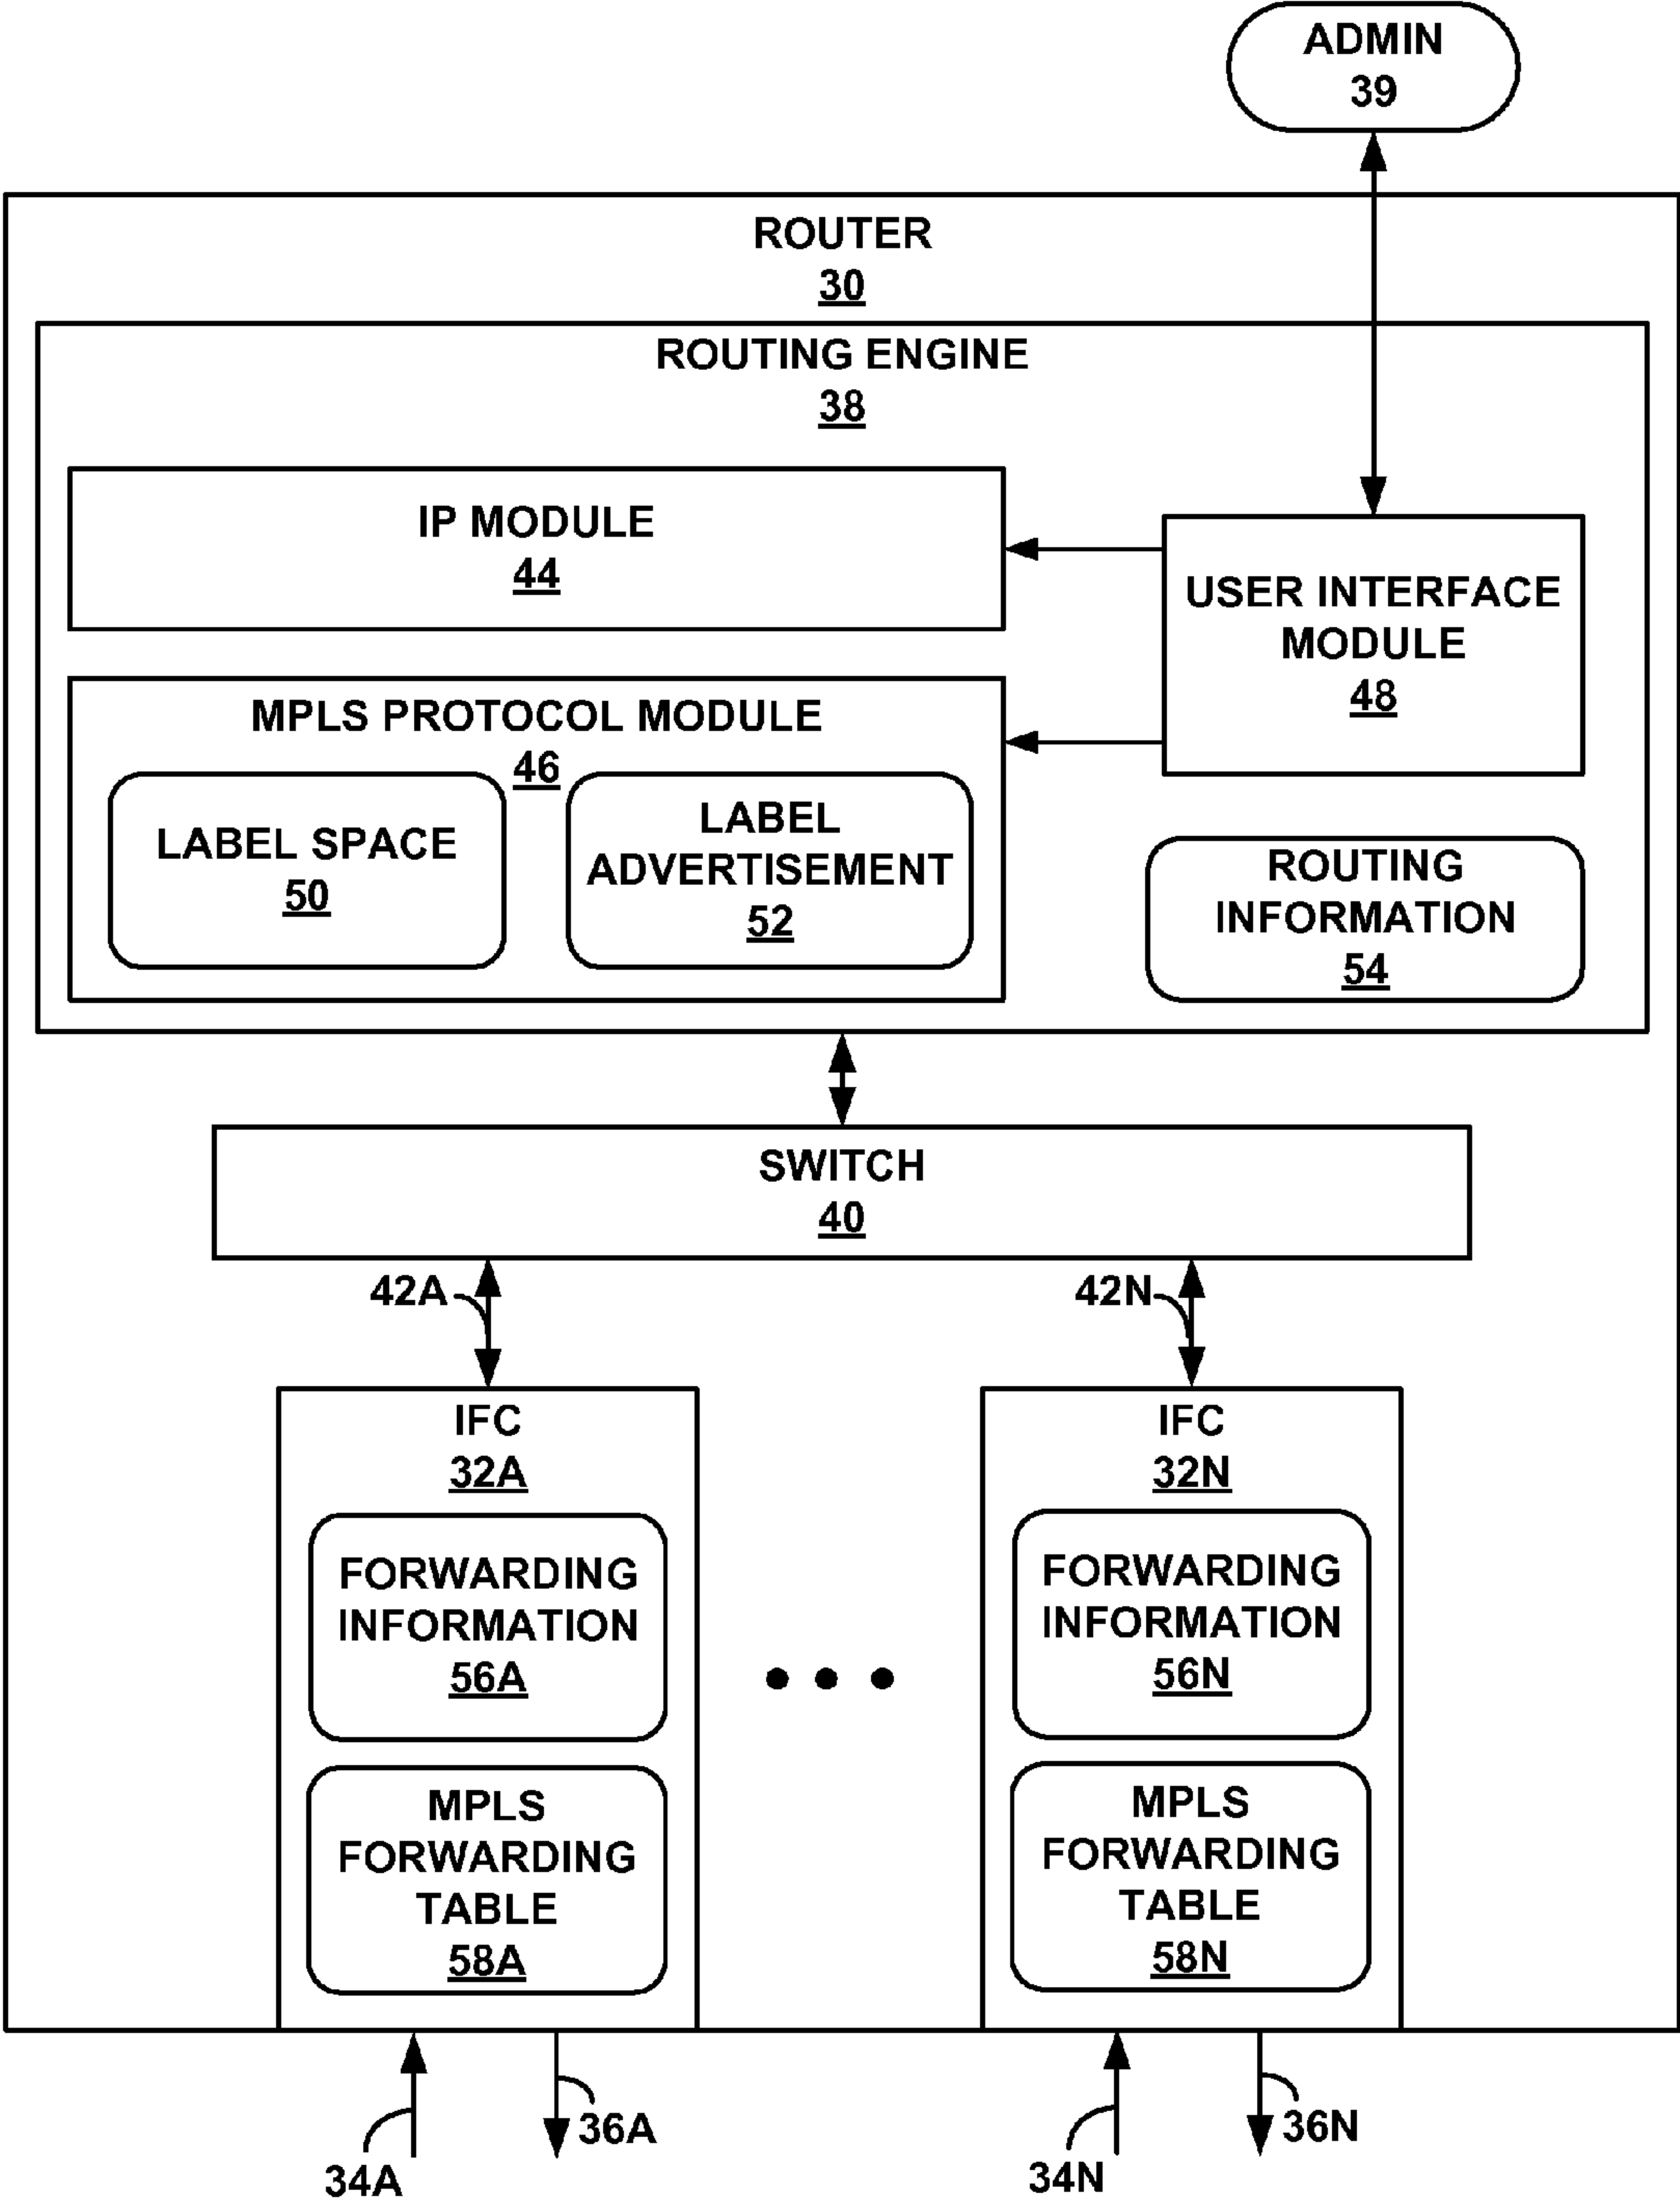 ADMIN
39
ROUTER
30
ROUTING ENGINE
38
IP MODULE
44
USER INTERFACE
MODULE
48
MPLS PROTOCOL MODULE
46
LABEL SPACE
50
LABEL
ADVERTISEMENT
52
ROUTING
INFORMATION
54
SWITCH
40
42A
42N
IFC
32A
FORWARDING
INFORMATION
56A
MPLS
FORWARDING
TABLE
58A
IFC
32N
FORWARDING
INFORMATION
56N
MPLS
FORWARDING
TABLE
58N
34A
36A
34N
36N